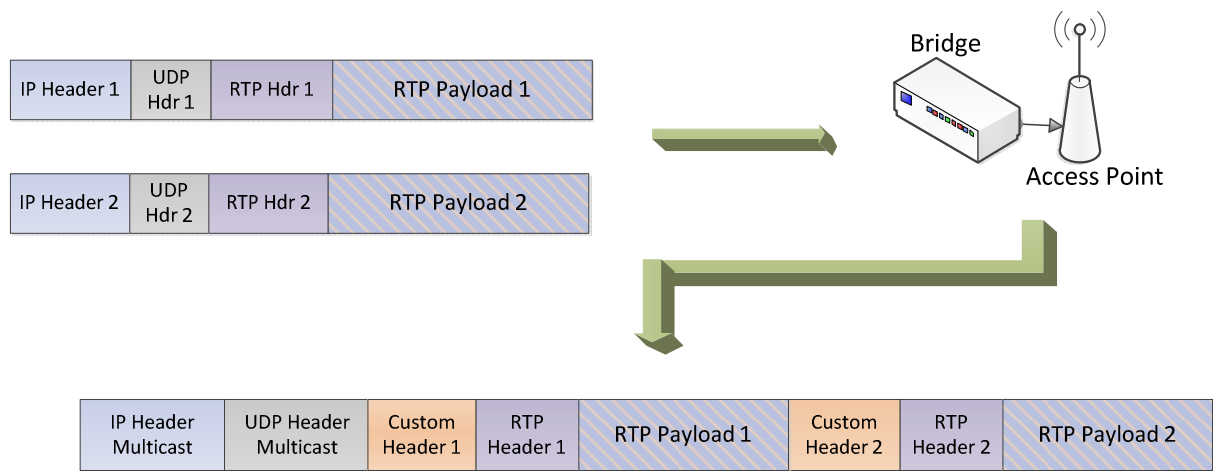 Bridge
IP Header 1
UDP
Hdr 1
RTP Hdr 1
RTP Payload 1
Access Point
IP Header 2
UDP
Hdr 2
RTP Hdr 2
RTP Payload 2
IP Header
Multicast
UDP Header
Multicast
Custom
Header 1
RTP
Header 1
RTP Payload 1
Custom
Header 2
RTP
Header 2
RTP Payload 2